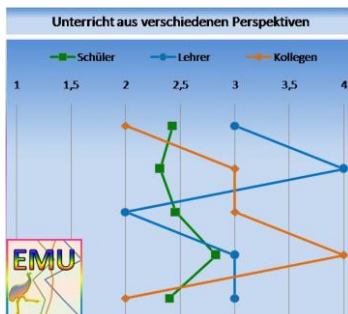 Unterricht aus verschiedenen Perspektiven
Schüler Lehrer Kollegen
1 1,5 2 2,5 3 3,5 4
EMU